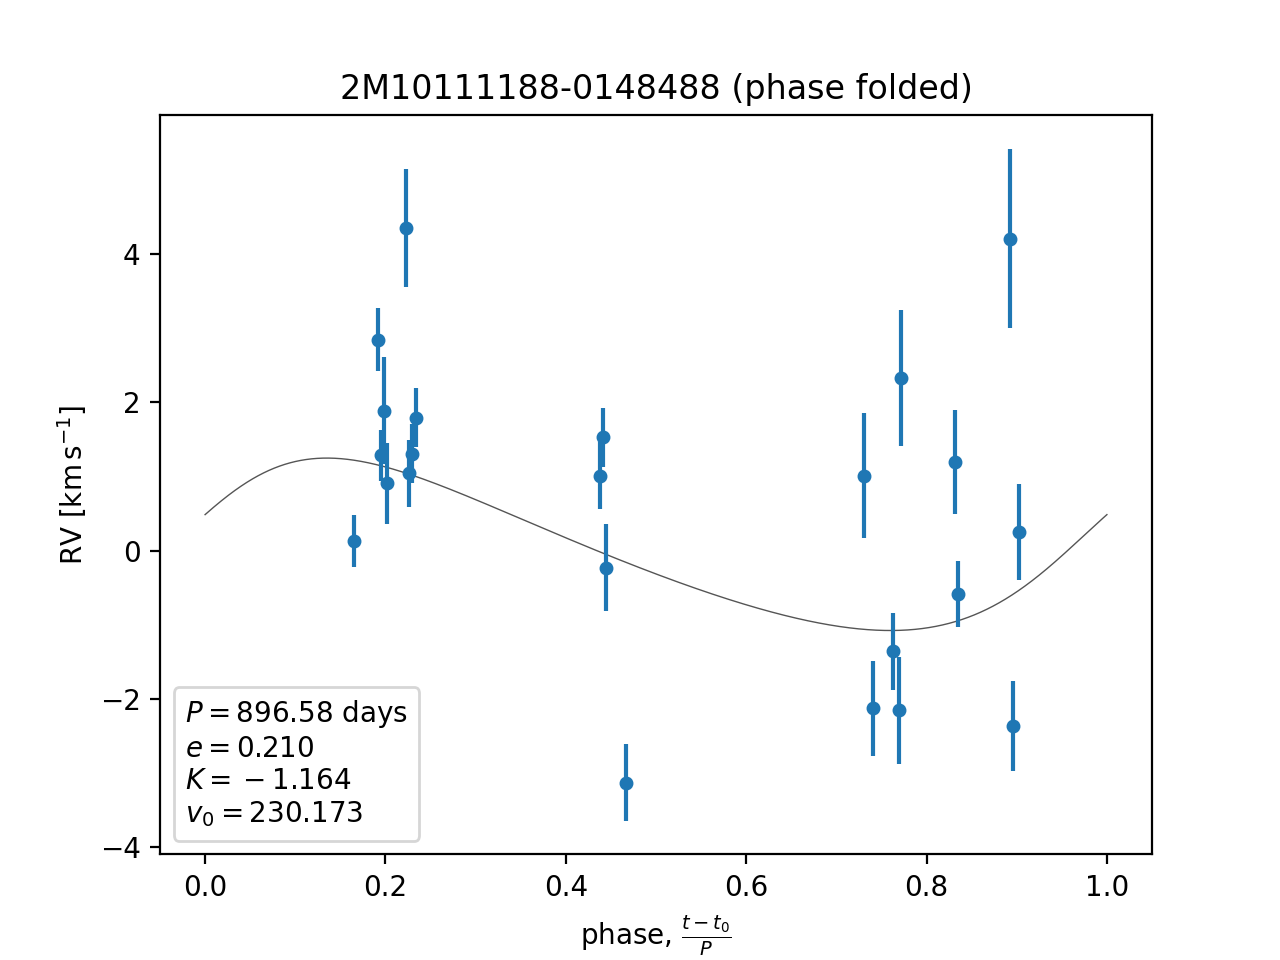 2M10111188-0148488 (phase folded)
RV [km s⁻¹]
4
2
0
−2
−4
P = 896.58 days
e = 0.210
K = −1.164
v₀ = 230.173
0.0 0.2 0.4 0.6 0.8 1.0
phase, (t − t₀)/P